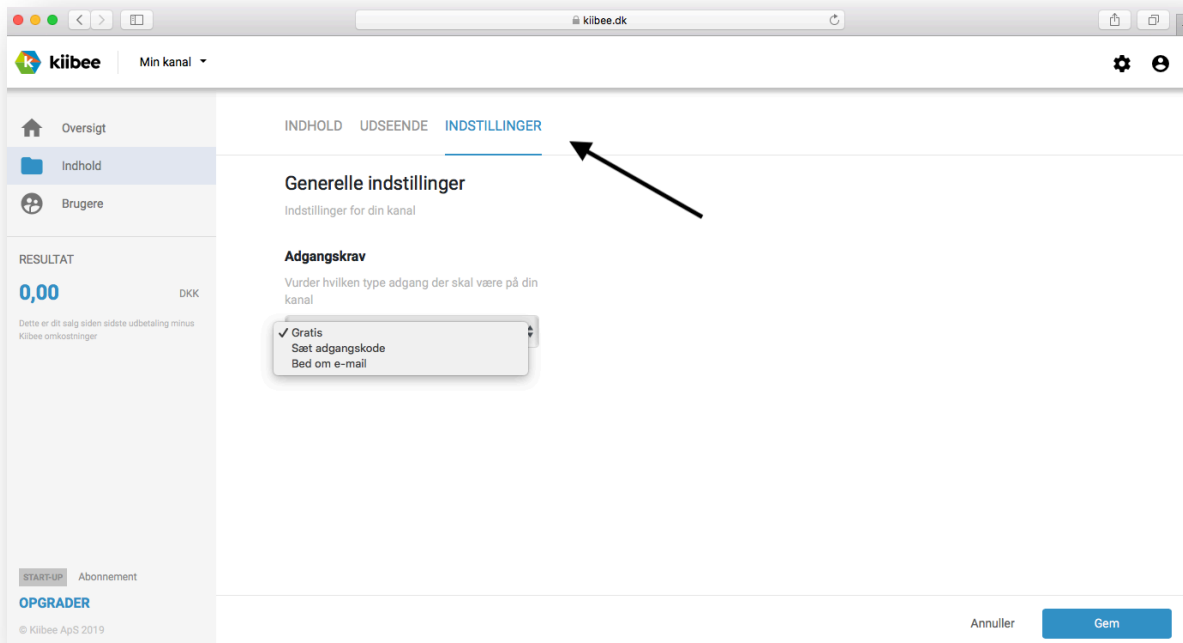 kiibee.dk
kiibee
Min kanal
Oversigt
Indhold
Brugere
RESULTAT
0,00 DKK
Dette er dit salg siden sidste udbetaling minus
Kiibee omkostninger
START-UP Abonnement
OPGRADER
© Kiibee ApS 2019
INDHOLD UDSEENDE INDSTILLINGER
Generelle indstillinger
Indstillinger for din kanal
Adgangskrav
Vurder hvilken type adgang der skal være på din
kanal
✓ Gratis
Sæt adgangskode
Bed om e-mail
Annuller Gem